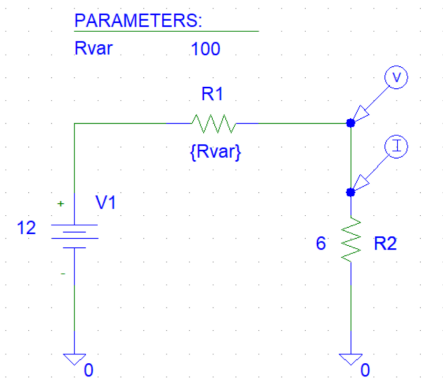 PARAMETERS:
Rvar 100
V
R1
I
{Rvar}
+ V1
12
6 R2
-
0 0